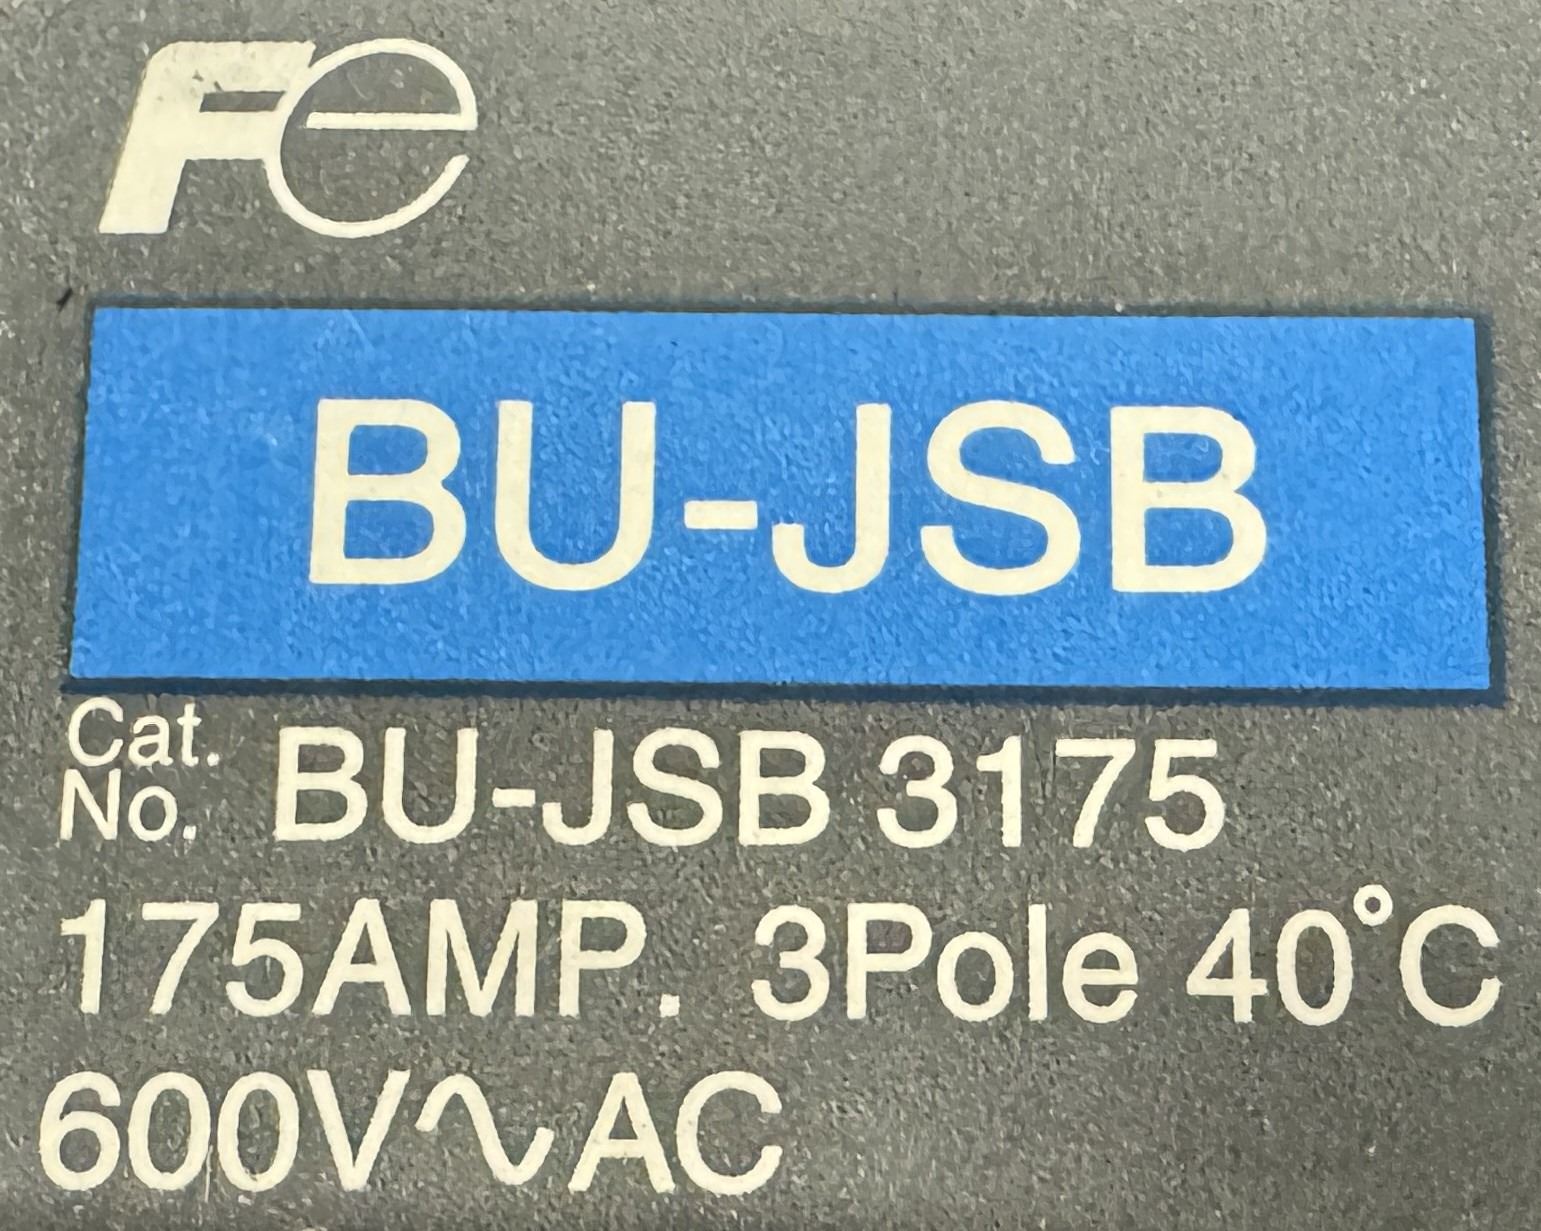 Fe
BU-JSB
Cat. No. BU-JSB 3175
175AMP. 3Pole 40°C
600V∿AC